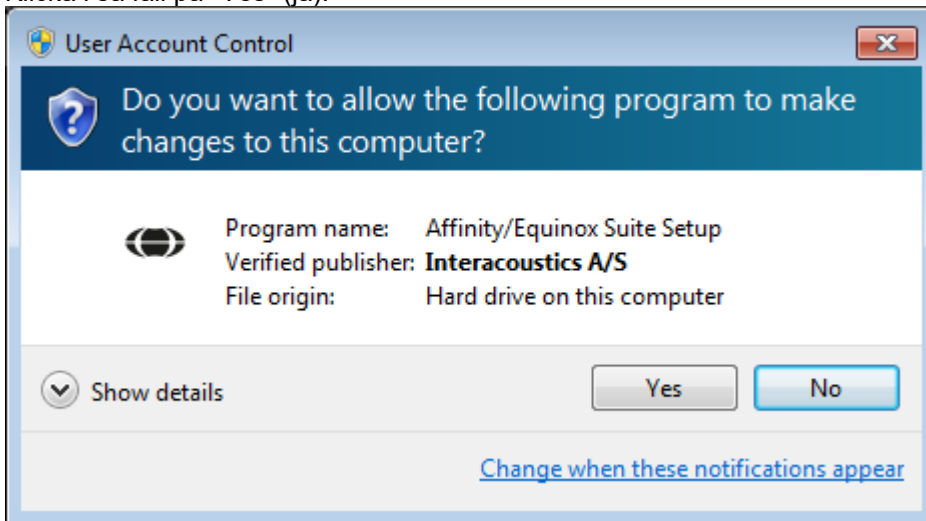 User Account Control
Do you want to allow the following program to make
changes to this computer?
Program name: Affinity/Equinox Suite Setup
Verified publisher: Interacoustics A/S
File origin: Hard drive on this computer
Show details
Yes
No
Change when these notifications appear